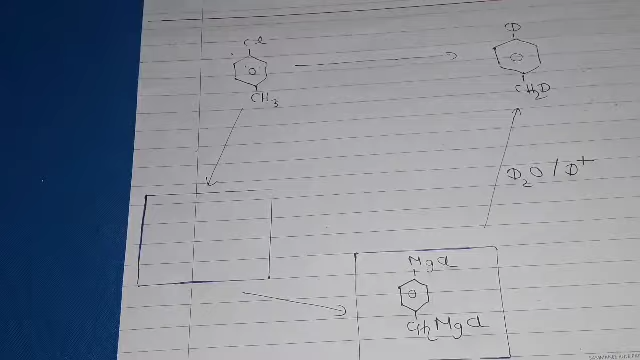 Cl
CH3
D
CH2D
D2O / D+
MgCl
CH2MgCl